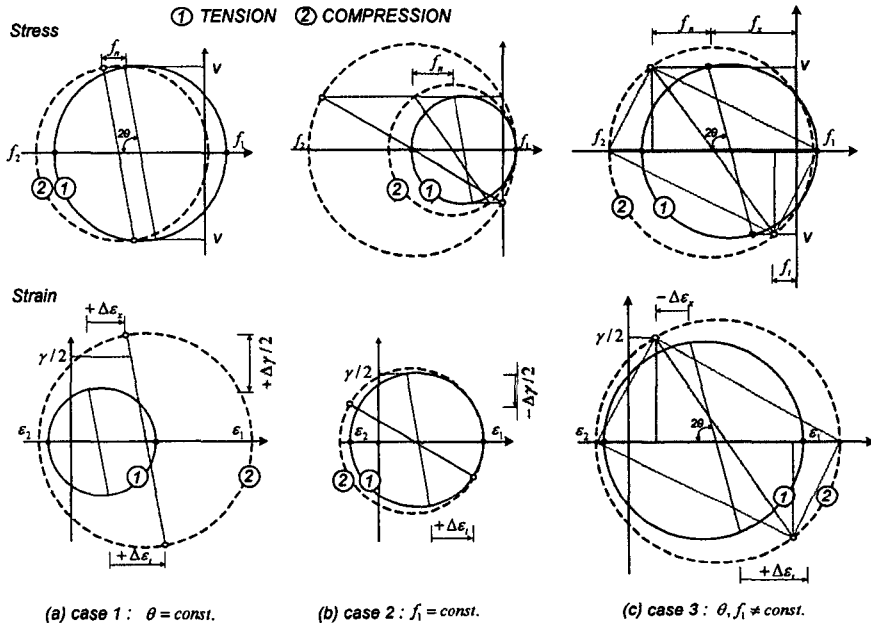 ① TENSION ② COMPRESSION
Stress
fₙ
v
2θ
f₂
f₁
② ①
v
fₙ
f₂
f₁
② ①
fₙ
fₓ
v
2θ
f₂
f₁
② ①
v
fₜ
Strain
+Δεₓ
γ/2
+Δγ/2
ε₂
ε₁
① ②
+Δεₜ
γ/2
−Δγ/2
ε₂
ε₁
② ①
+Δεₜ
−Δεₓ
γ/2
2θ
ε₂
ε₁
① ②
+Δεₜ
(a) case 1 : θ = const.
(b) case 2 : f₁ = const.
(c) case 3 : θ, f₁ ≠ const.